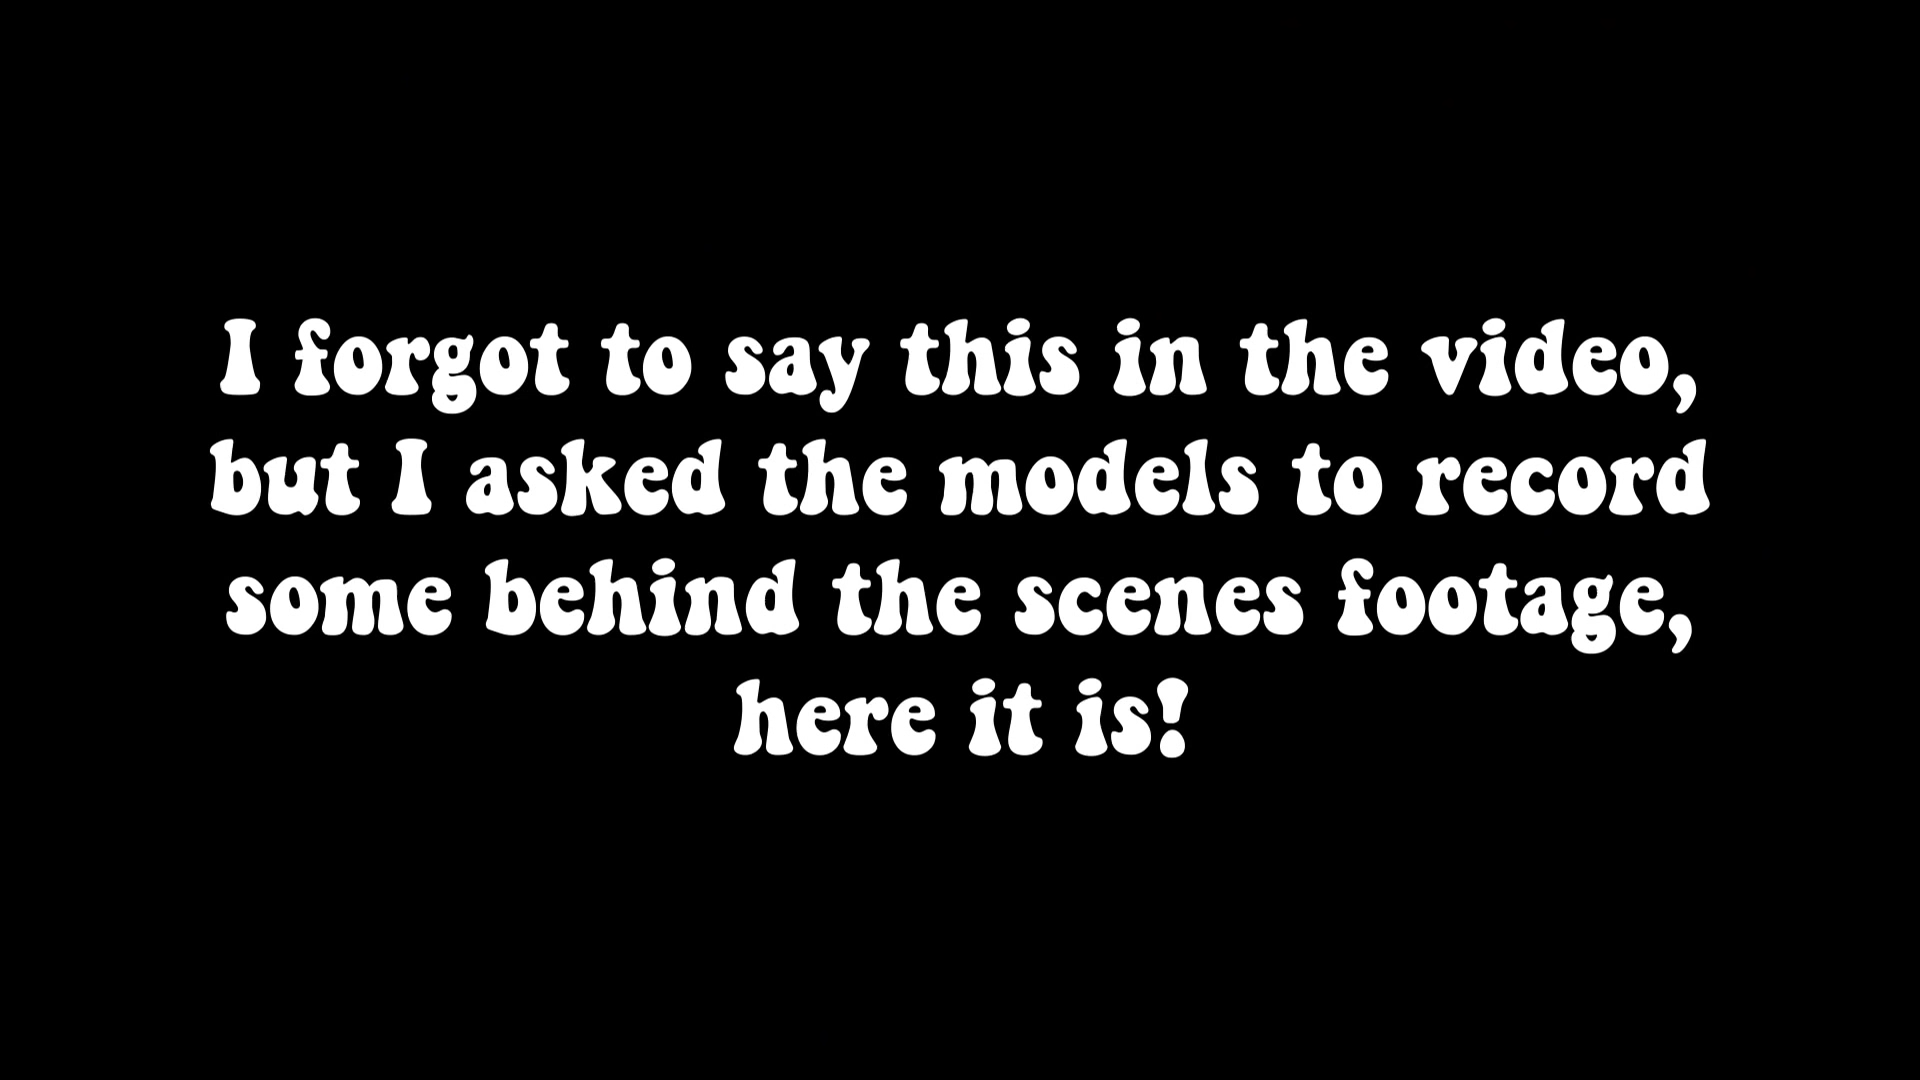 I forgot to say this in the video,
but I asked the models to record
some behind the scenes footage,
here it is!